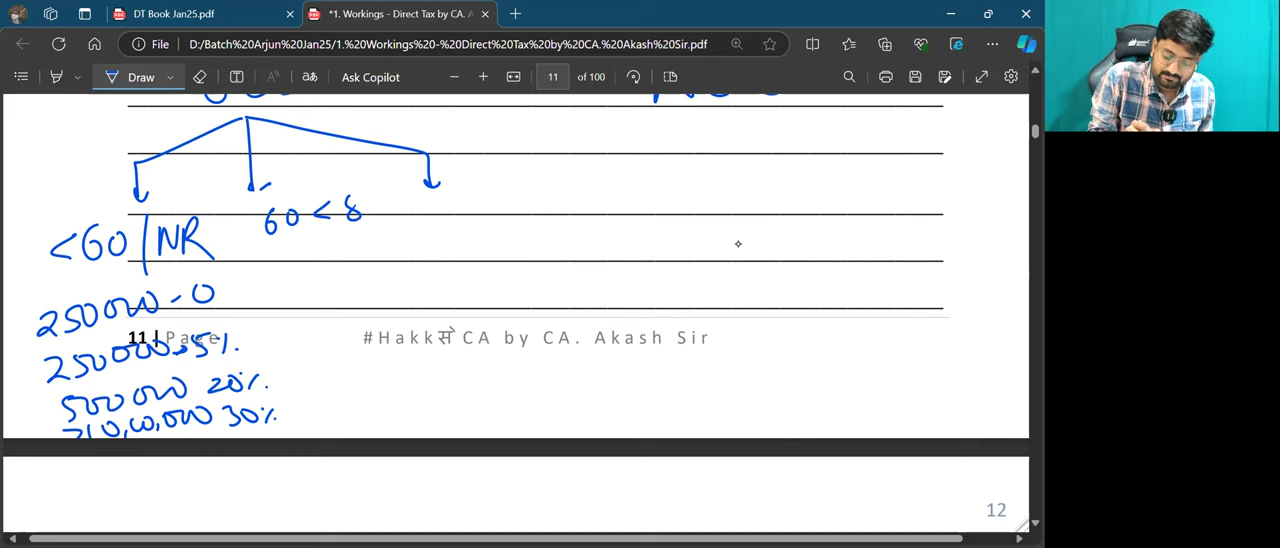 DT Book Jan25.pdf
*1. Workings - Direct Tax by CA. A
File D:/Batch%20Arjun%20Jan25/1.%20Workings%20-%20Direct%20Tax%20by%20CA.%20Akash%20Sir.pdf
Draw Ask Copilot 11 of 100
<60 | NR 60 < 8
250000 - 0
11 | Page #Hakkसे CA by CA. Akash Sir
250000 - 5%.
500000 20%.
>10,00,000 30%.
12